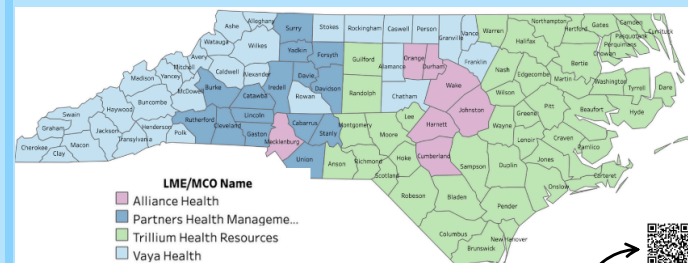 Ashe
Alleghany
Surry
Stokes
Rockingham
Caswell
Person
Granville
Vance
Warren
Northampton
Hertford
Gates
Camden
Pasquotank
Currituck
Perquimans
Chowan
Halifax
Bertie
Watauga
Wilkes
Yadkin
Forsyth
Guilford
Alamance
Orange
Durham
Franklin
Nash
Edgecombe
Martin
Washington
Tyrrell
Dare
Avery
Mitchell
Caldwell
Alexander
Davie
Iredell
Davidson
Randolph
Chatham
Wake
Wilson
Madison
Yancey
McDowell
Burke
Catawba
Rowan
Pitt
Beaufort
Hyde
Greene
Johnston
Swain
Haywood
Buncombe
Rutherford
Cleveland
Lincoln
Gaston
Cabarrus
Stanly
Montgomery
Moore
Lee
Harnett
Wayne
Lenoir
Craven
Pamlico
Graham
Jackson
Henderson
Transylvania
Polk
Mecklenburg
Cherokee
Clay
Macon
Union
Anson
Richmond
Hoke
Scotland
Cumberland
Sampson
Duplin
Jones
Carteret
Onslow
Robeson
Bladen
Pender
Columbus
Brunswick
New Hanover
LME/MCO Name
Alliance Health
Partners Health Manageme...
Trillium Health Resources
Vaya Health